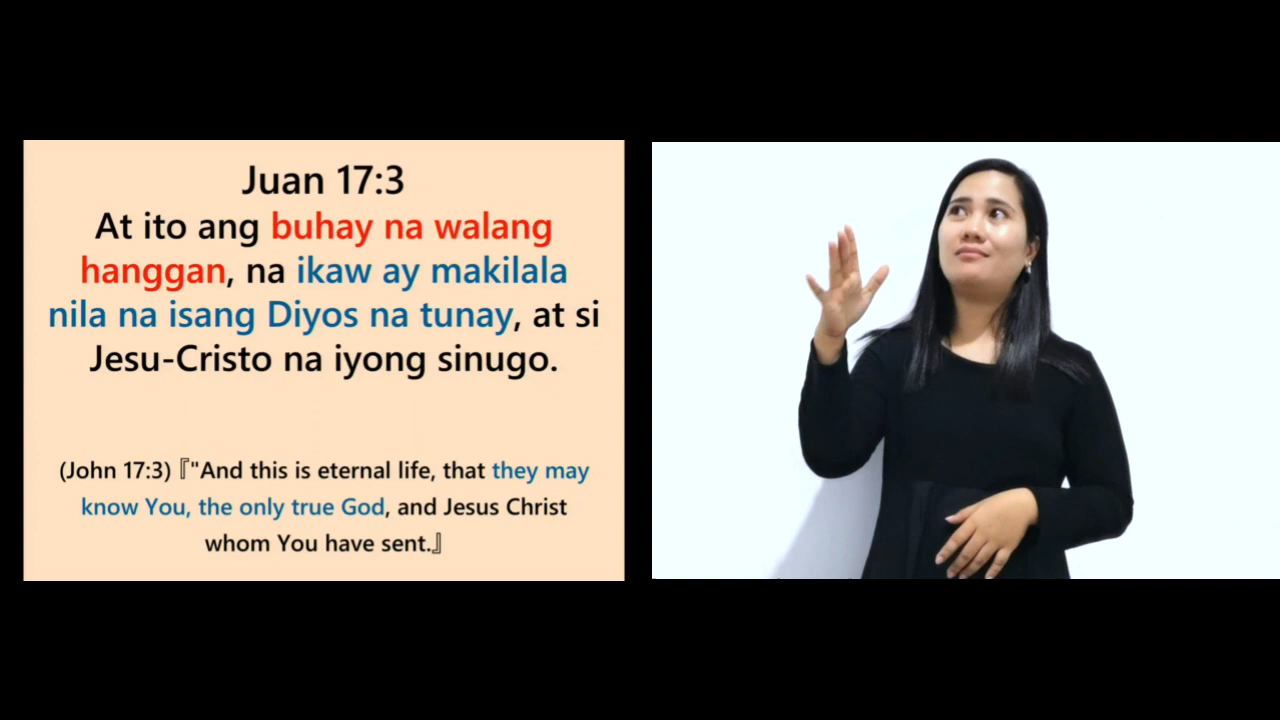 Juan 17:3
At ito ang buhay na walang
hanggan, na ikaw ay makilala
nila na isang Diyos na tunay, at si
Jesu-Cristo na iyong sinugo.
(John 17:3)『"And this is eternal life, that they may
know You, the only true God, and Jesus Christ
whom You have sent.』